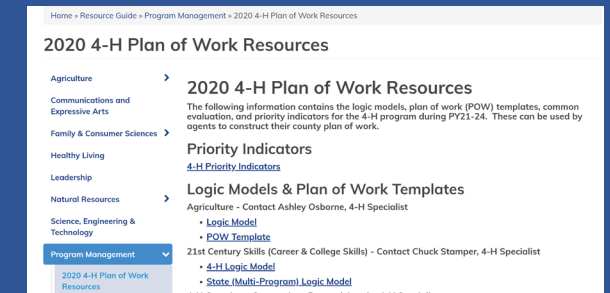 Home » Resource Guide » Program Management » 2020 4-H Plan of Work Resources
2020 4-H Plan of Work Resources
Agriculture
Communications and
Expressive Arts
Family & Consumer Sciences
Healthy Living
Leadership
Natural Resources
Science, Engineering &
Technology
Program Management
2020 4-H Plan of Work
Resources
2020 4-H Plan of Work Resources
The following information contains the logic models, plan of work (POW) templates, common
evaluation, and priority indicators for the 4-H program during PY21-24. These can be used by
agents to construct their county plan of work.
Priority Indicators
4-H Priority Indicators
Logic Models & Plan of Work Templates
Agriculture - Contact Ashley Osborne, 4-H Specialist
• Logic Model
• POW Template
21st Century Skills (Career & College Skills) - Contact Chuck Stamper, 4-H Specialist
• 4-H Logic Model
• State (Multi-Program) Logic Model